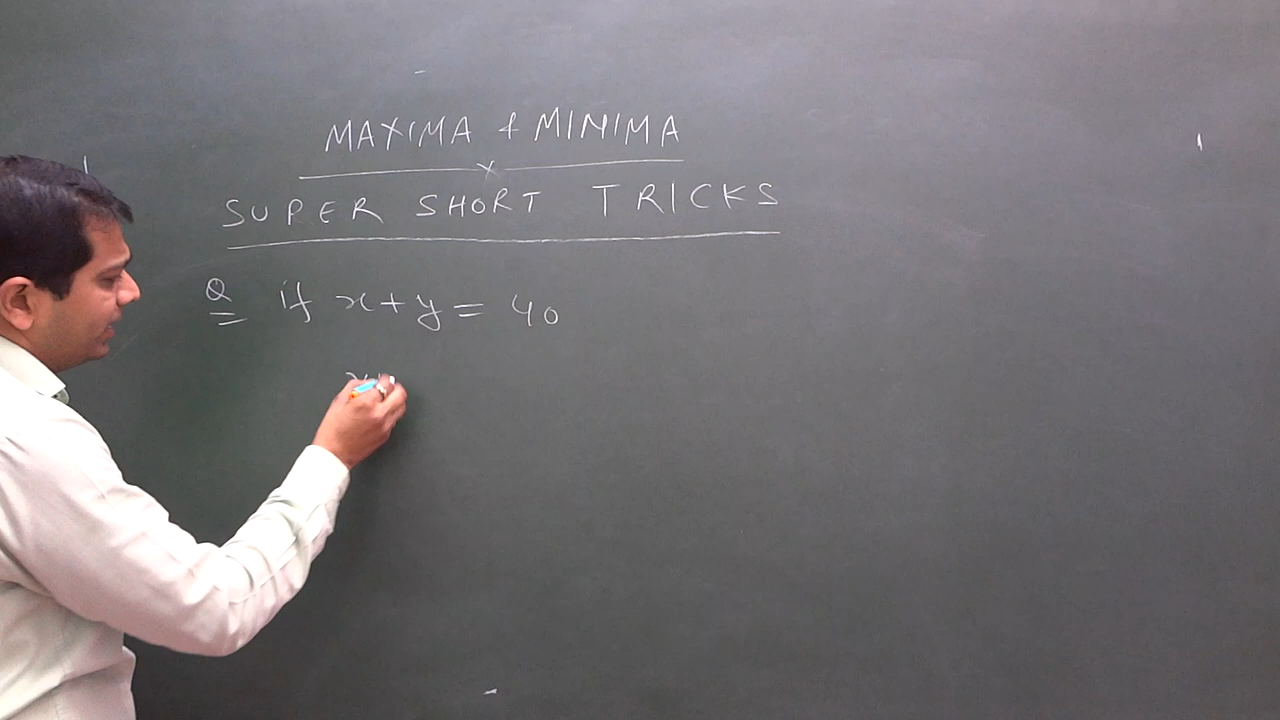 MAXIMA & MINIMA
SUPER SHORT TRICKS
Q if x + y = 40